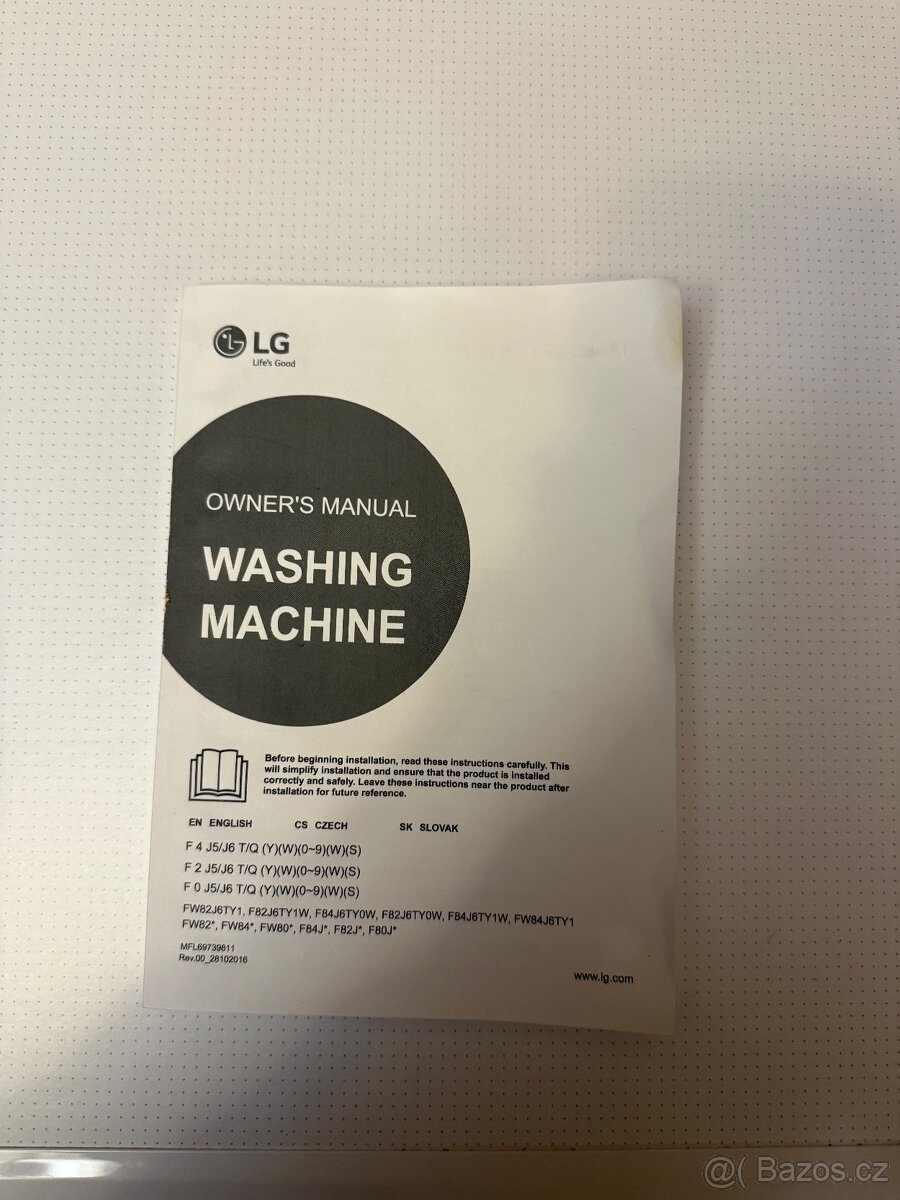 LG
Life's Good
OWNER'S MANUAL
WASHING
MACHINE
Before beginning installation, read these instructions carefully. This
will simplify installation and ensure that the product is installed
correctly and safely. Leave these instructions near the product after
installation for future reference.
EN ENGLISH CS CZECH SK SLOVAK
F 4 J5/J6 T/Q (Y)(W)(0~9)(W)(S)
F 2 J5/J6 T/Q (Y)(W)(0~9)(W)(S)
F 0 J5/J6 T/Q (Y)(W)(0~9)(W)(S)
FW82J6TY1, F82J6TY1W, F84J6TY0W, F82J6TY0W, F84J6TY1W, FW84J6TY1
FW82*, FW84*, FW80*, F84J*, F82J*, F80J*
MFL69739811
Rev.00_28102016
www.lg.com
@( Bazos.cz